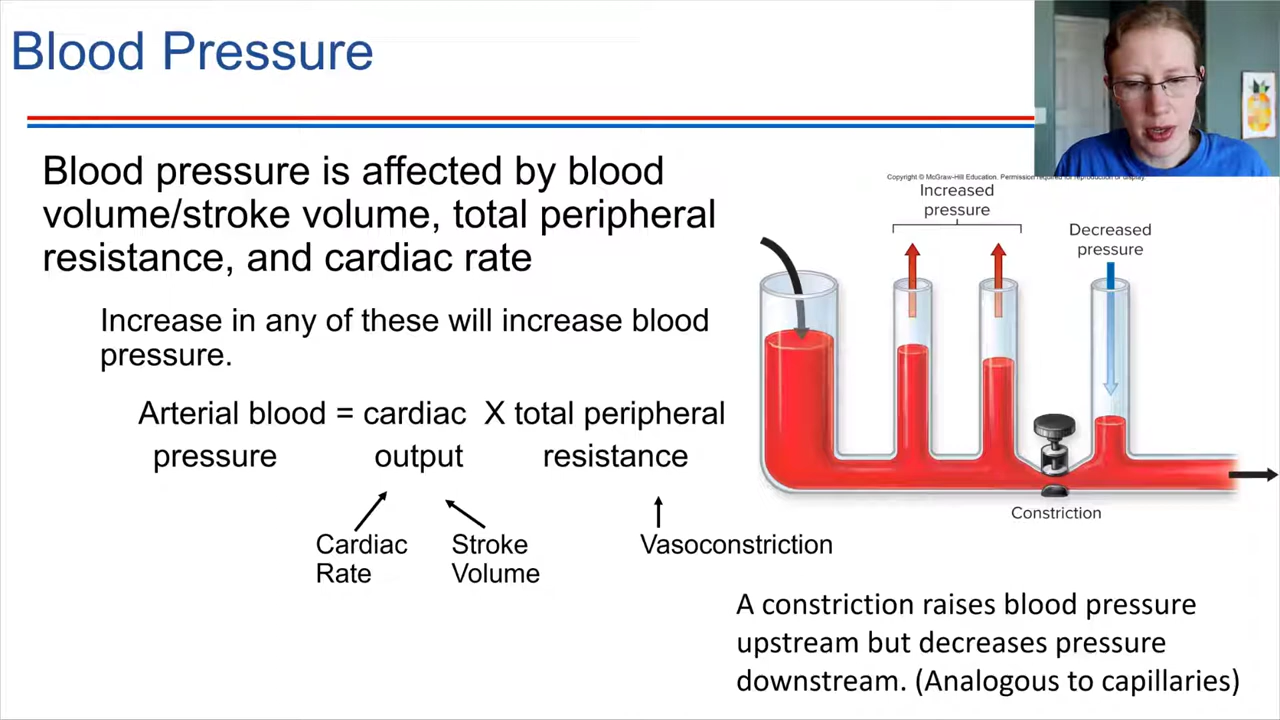 Blood Pressure
Blood pressure is affected by blood
volume/stroke volume, total peripheral
resistance, and cardiac rate
Increase in any of these will increase blood
pressure.
Arterial blood = cardiac X total peripheral
pressure output resistance
Cardiac
Rate
Stroke
Volume
Vasoconstriction
Copyright © McGraw-Hill Education. Permission required for reproduction or display.
Increased
pressure
Decreased
pressure
Constriction
A constriction raises blood pressure
upstream but decreases pressure
downstream. (Analogous to capillaries)